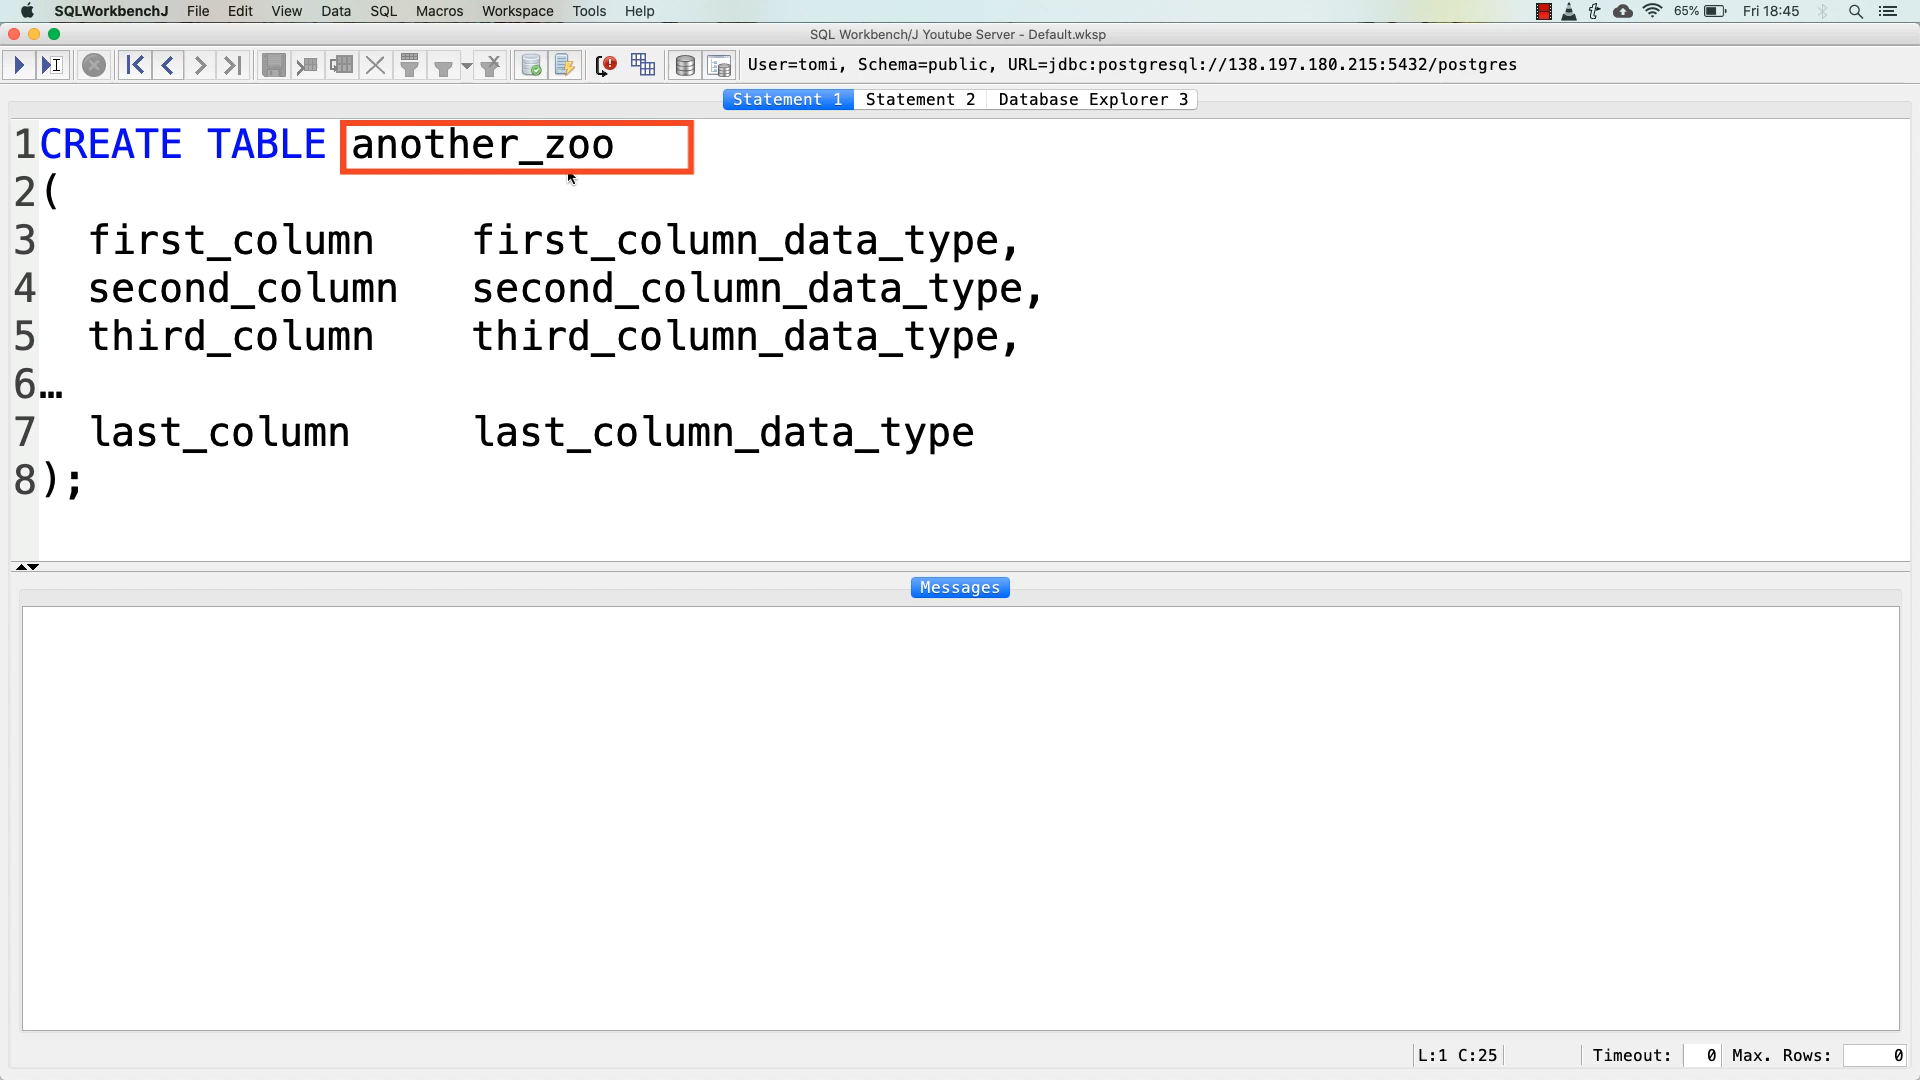 SQLWorkbenchJ File Edit View Data SQL Macros Workspace Tools Help 65% Fri 18:45
SQL Workbench/J Youtube Server - Default.wksp
User=tomi, Schema=public, URL=jdbc:postgresql://138.197.180.215:5432/postgres
Statement 1 Statement 2 Database Explorer 3
1 CREATE TABLE another_zoo
2 (
3 first_column first_column_data_type,
4 second_column second_column_data_type,
5 third_column third_column_data_type,
6 …
7 last_column last_column_data_type
8 );
Messages
L:1 C:25 Timeout: 0 Max. Rows: 0